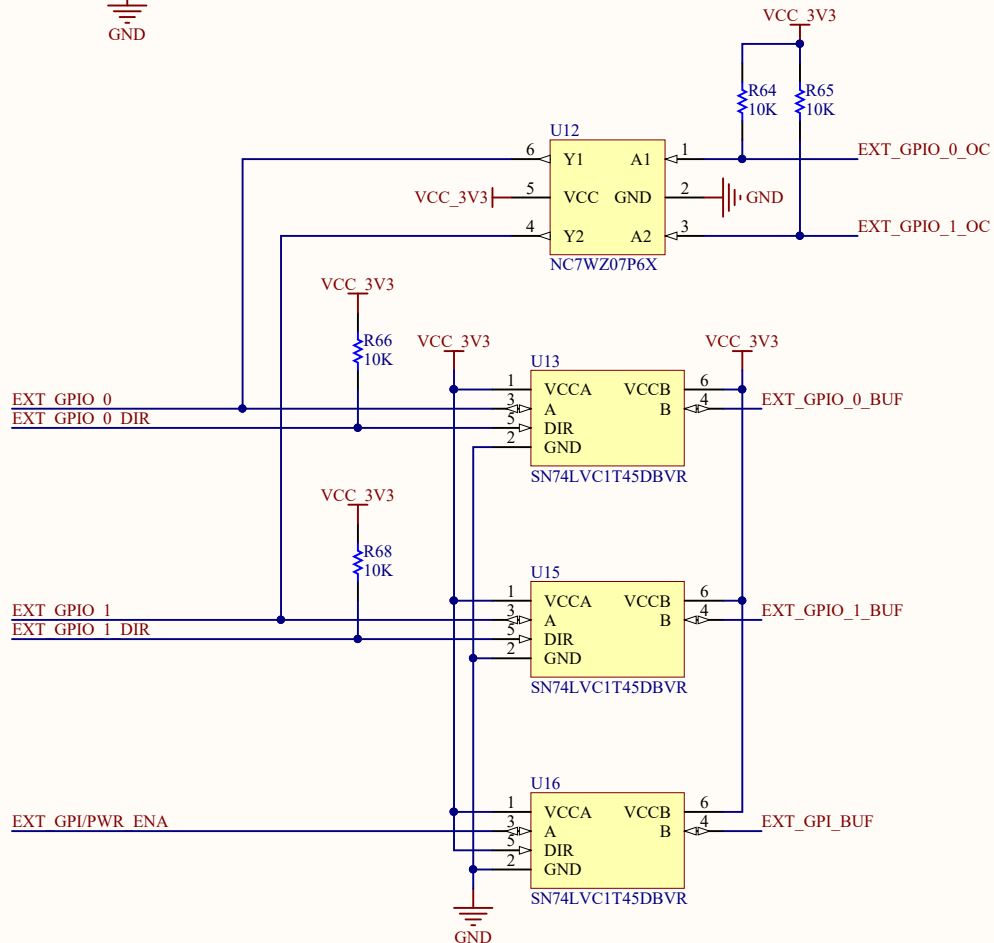 GND
VCC_3V3
R64
10K
R65
10K
U12
6
Y1
A1
1
EXT_GPIO_0_OC
VCC_3V3
5
VCC
GND
2
GND
4
Y2
A2
3
EXT_GPIO_1_OC
NC7WZ07P6X
VCC_3V3
R66
10K
VCC_3V3
VCC_3V3
U13
1
VCCA
VCCB
6
EXT_GPIO_0
3
A
B
4
EXT_GPIO_0_BUF
EXT_GPIO_0_DIR
5
DIR
2
GND
SN74LVC1T45DBVR
VCC_3V3
R68
10K
U15
1
VCCA
VCCB
6
EXT_GPIO_1
3
A
B
4
EXT_GPIO_1_BUF
EXT_GPIO_1_DIR
5
DIR
2
GND
SN74LVC1T45DBVR
U16
1
VCCA
VCCB
6
EXT_GPI/PWR_ENA
3
A
B
4
EXT_GPI_BUF
5
DIR
2
GND
SN74LVC1T45DBVR
GND